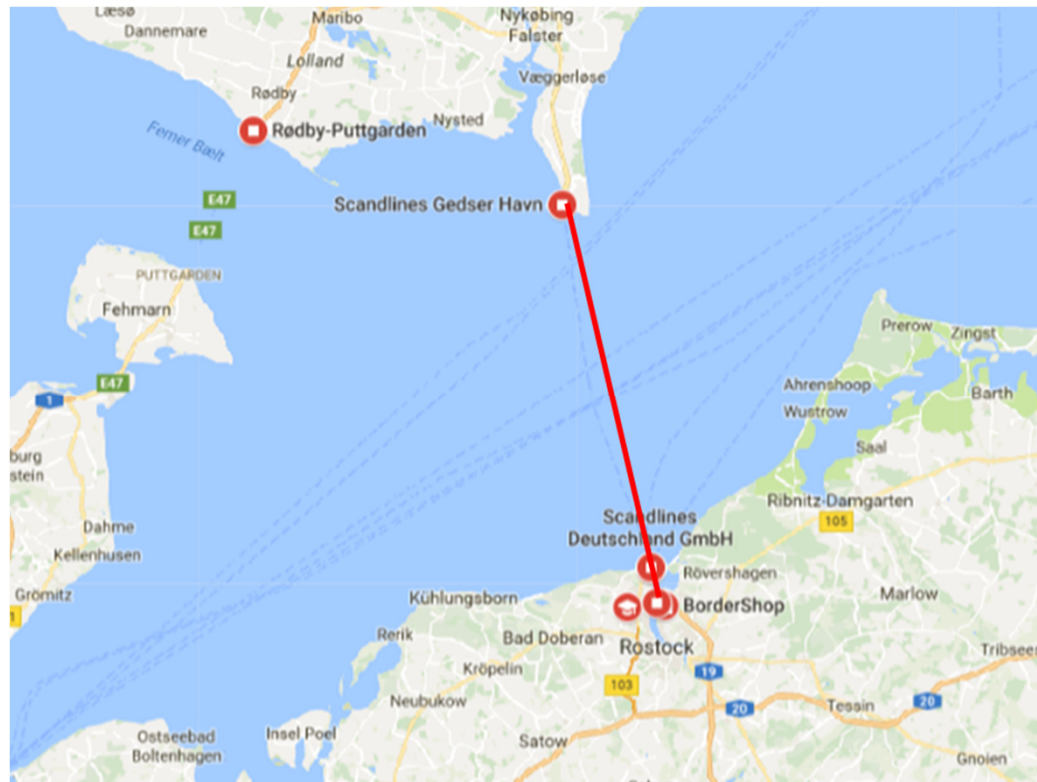 Læsø
Dannemare
Maribo
Lolland
Rødby
Nykøbing
Falster
Væggerløse
Nysted
Rødby-Puttgarden
Femer Bælt
Scandlines Gedser Havn
E47
E47
PUTTGARDEN
Fehmarn
E47
1
Prerow
Zingst
Ahrenshoop
Barth
Wustrow
burg
stein
Saal
Ribnitz-Damgarten
105
Scandlines
Deutschland GmbH
Dahme
Kellenhusen
Rövershagen
Grömitz
Kühlungsborn
BorderShop
Marlow
Rerik
Bad Doberan
Rostock
Tribsee
Kröpelin
19
103
Neubukow
20
Tessin
20
Insel Poel
Ostseebad
Boltenhagen
Satow
Gnoien